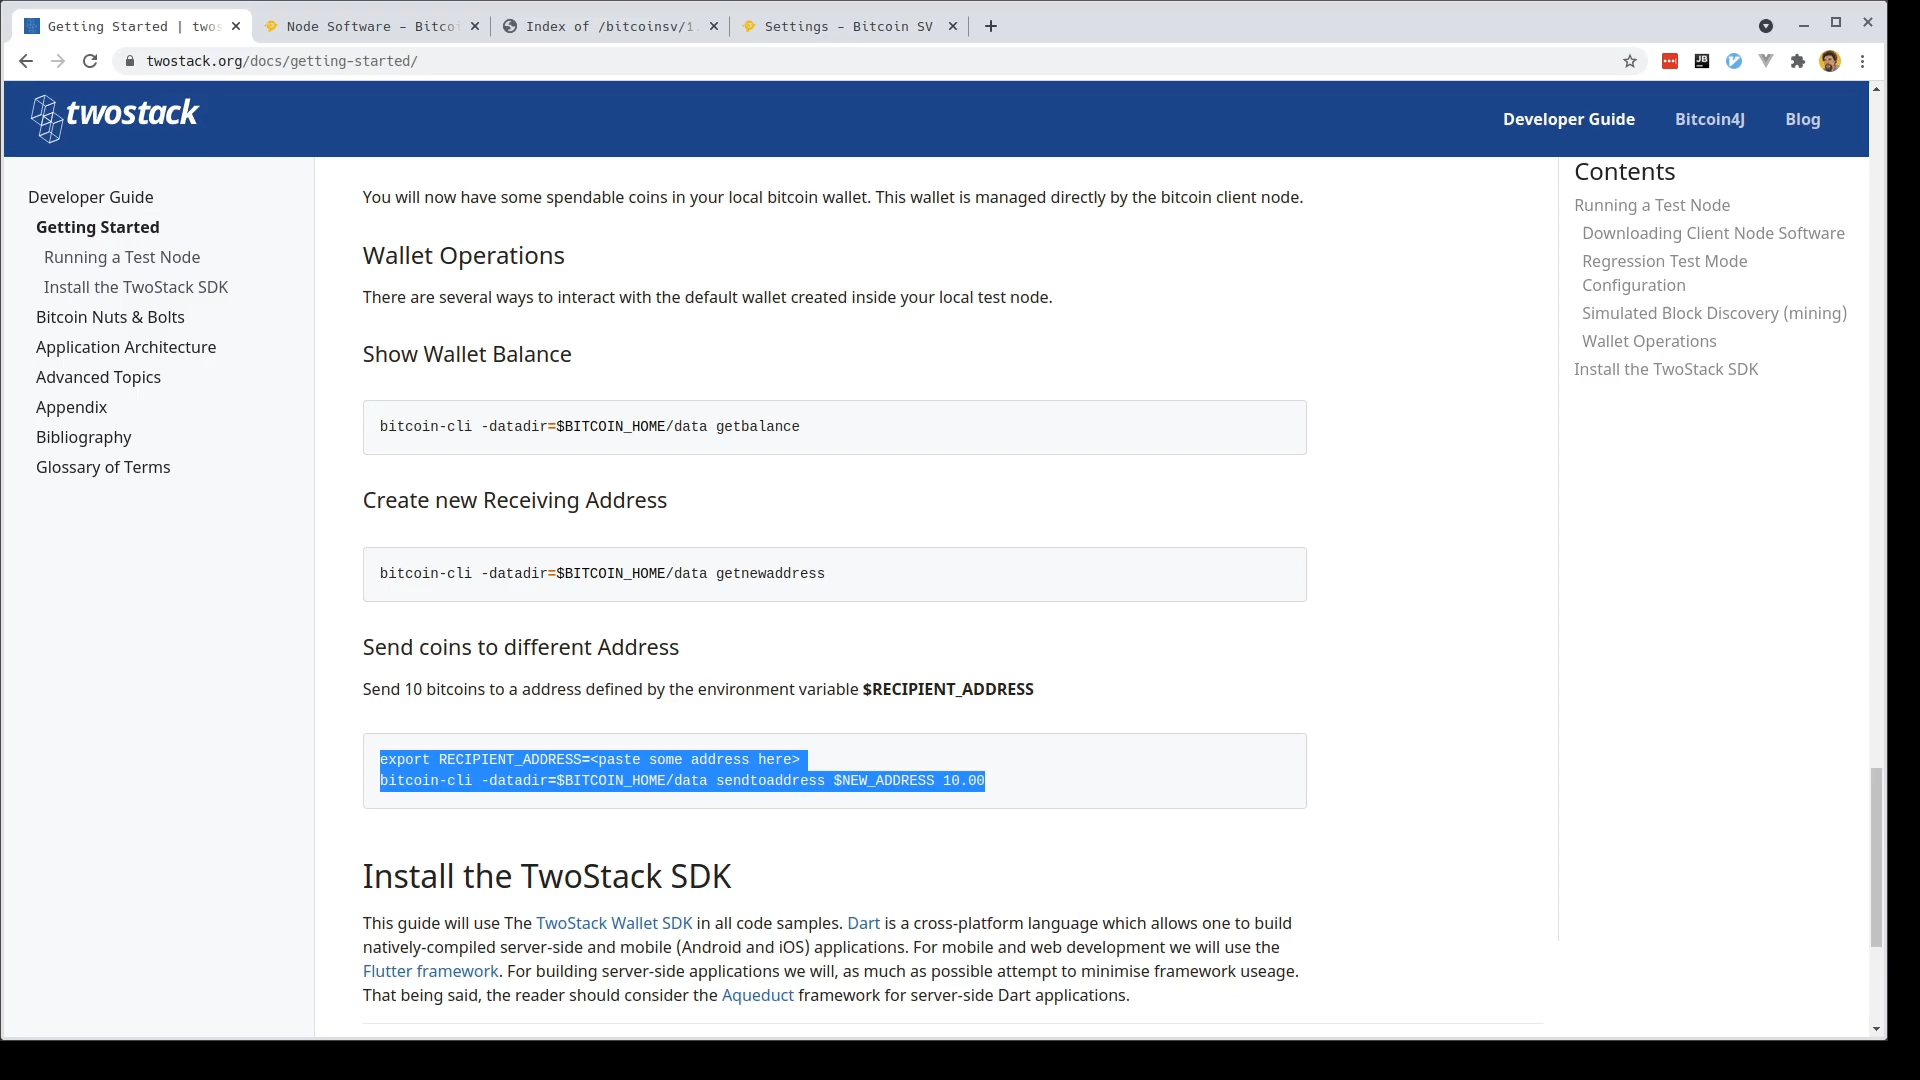 Getting Started | twos
Node Software – Bitco
Index of /bitcoinsv/1.
Settings – Bitcoin SV
twostack.org/docs/getting-started/
JB
twostack
Developer Guide
Bitcoin4J
Blog
Developer Guide
Getting Started
Running a Test Node
Install the TwoStack SDK
Bitcoin Nuts & Bolts
Application Architecture
Advanced Topics
Appendix
Bibliography
Glossary of Terms
You will now have some spendable coins in your local bitcoin wallet. This wallet is managed directly by the bitcoin client node.
Wallet Operations
There are several ways to interact with the default wallet created inside your local test node.
Show Wallet Balance
bitcoin-cli -datadir=$BITCOIN_HOME/data getbalance
Create new Receiving Address
bitcoin-cli -datadir=$BITCOIN_HOME/data getnewaddress
Send coins to different Address
Send 10 bitcoins to a address defined by the environment variable $RECIPIENT_ADDRESS
export RECIPIENT_ADDRESS=<paste some address here>
bitcoin-cli -datadir=$BITCOIN_HOME/data sendtoaddress $NEW_ADDRESS 10.00
Install the TwoStack SDK
This guide will use The TwoStack Wallet SDK in all code samples. Dart is a cross-platform language which allows one to build
natively-compiled server-side and mobile (Android and iOS) applications. For mobile and web development we will use the
Flutter framework. For building server-side applications we will, as much as possible attempt to minimise framework useage.
That being said, the reader should consider the Aqueduct framework for server-side Dart applications.
Contents
Running a Test Node
Downloading Client Node Software
Regression Test Mode
Configuration
Simulated Block Discovery (mining)
Wallet Operations
Install the TwoStack SDK